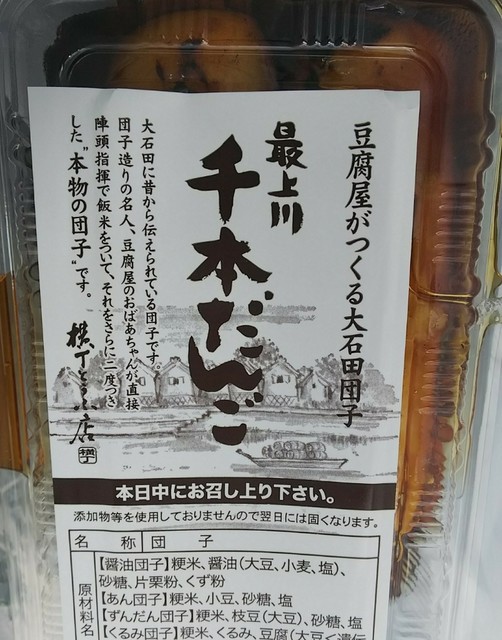 豆腐屋がつくる大石田団子
最上川
千本だんご
大石田に昔から伝えられている団子です。
団子造りの名人、豆腐屋のおばあちゃんが、直接
陣頭指揮で飯米をついて、それをさらに二度つき
した“本物の団子”です。
横丁とうふ店
横丁
本日中にお召し上り下さい。
添加物等を使用しておりませんので翌日には固くなります。
名　称 団　子
原材料名
【醤油団子】粳米、醤油(大豆、小麦、塩)、
砂糖、片栗粉、くず粉
【あん団子】粳米、小豆、砂糖、塩
【ずんだん団子】粳米、枝豆(大豆)、砂糖、塩
【くるみ団子】粳米、くるみ、豆腐(大豆